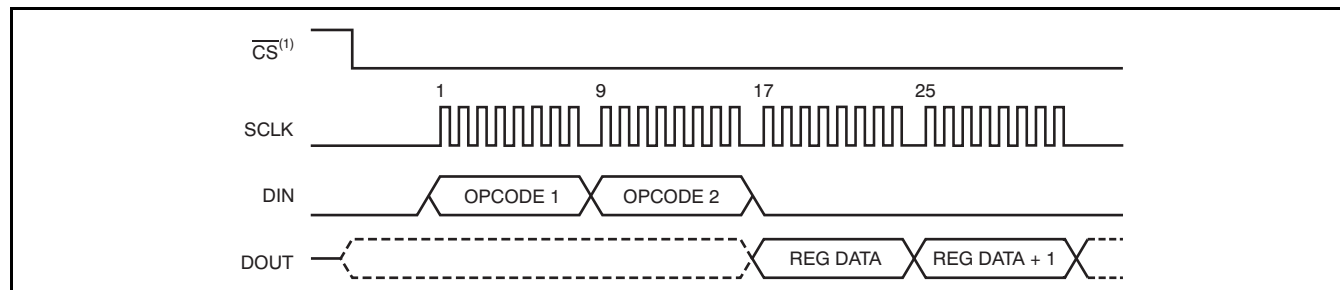 CS(1)
1 9 17 25
SCLK
DIN OPCODE 1 OPCODE 2
DOUT REG DATA REG DATA + 1